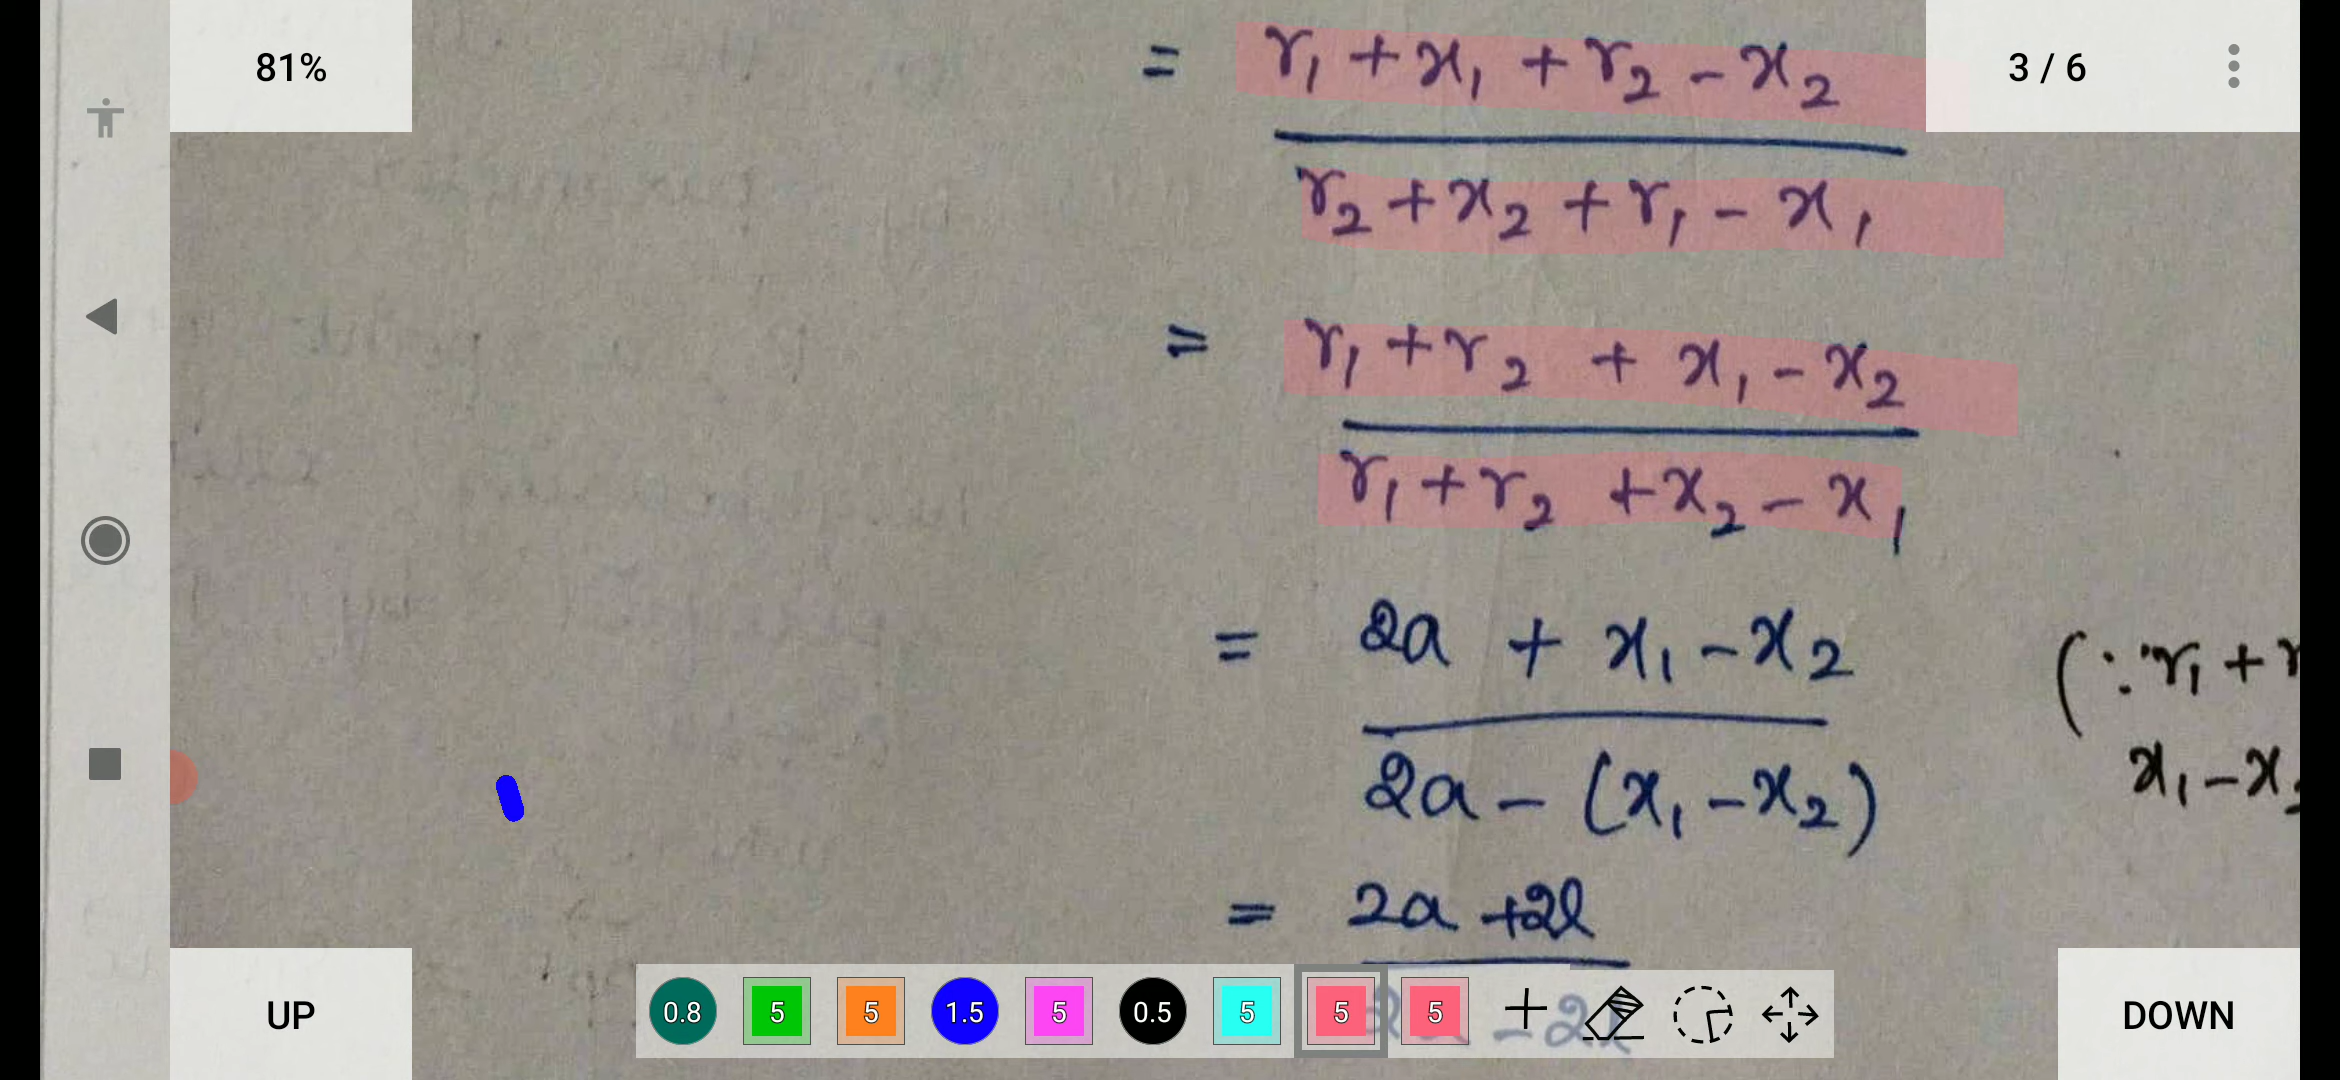 81%
3 / 6
= r₁ + x₁ + r₂ - x₂
r₂ + x₂ + r₁ - x₁
= r₁ + r₂ + x₁ - x₂
r₁ + r₂ + x₂ - x₁
= 2a + x₁ - x₂
2a - (x₁ - x₂)
(∵ r₁ +
x₁ - x
= 2a + 2l
- 2l
UP
0.8 5 5 1.5 5 0.5 5 5 5
DOWN